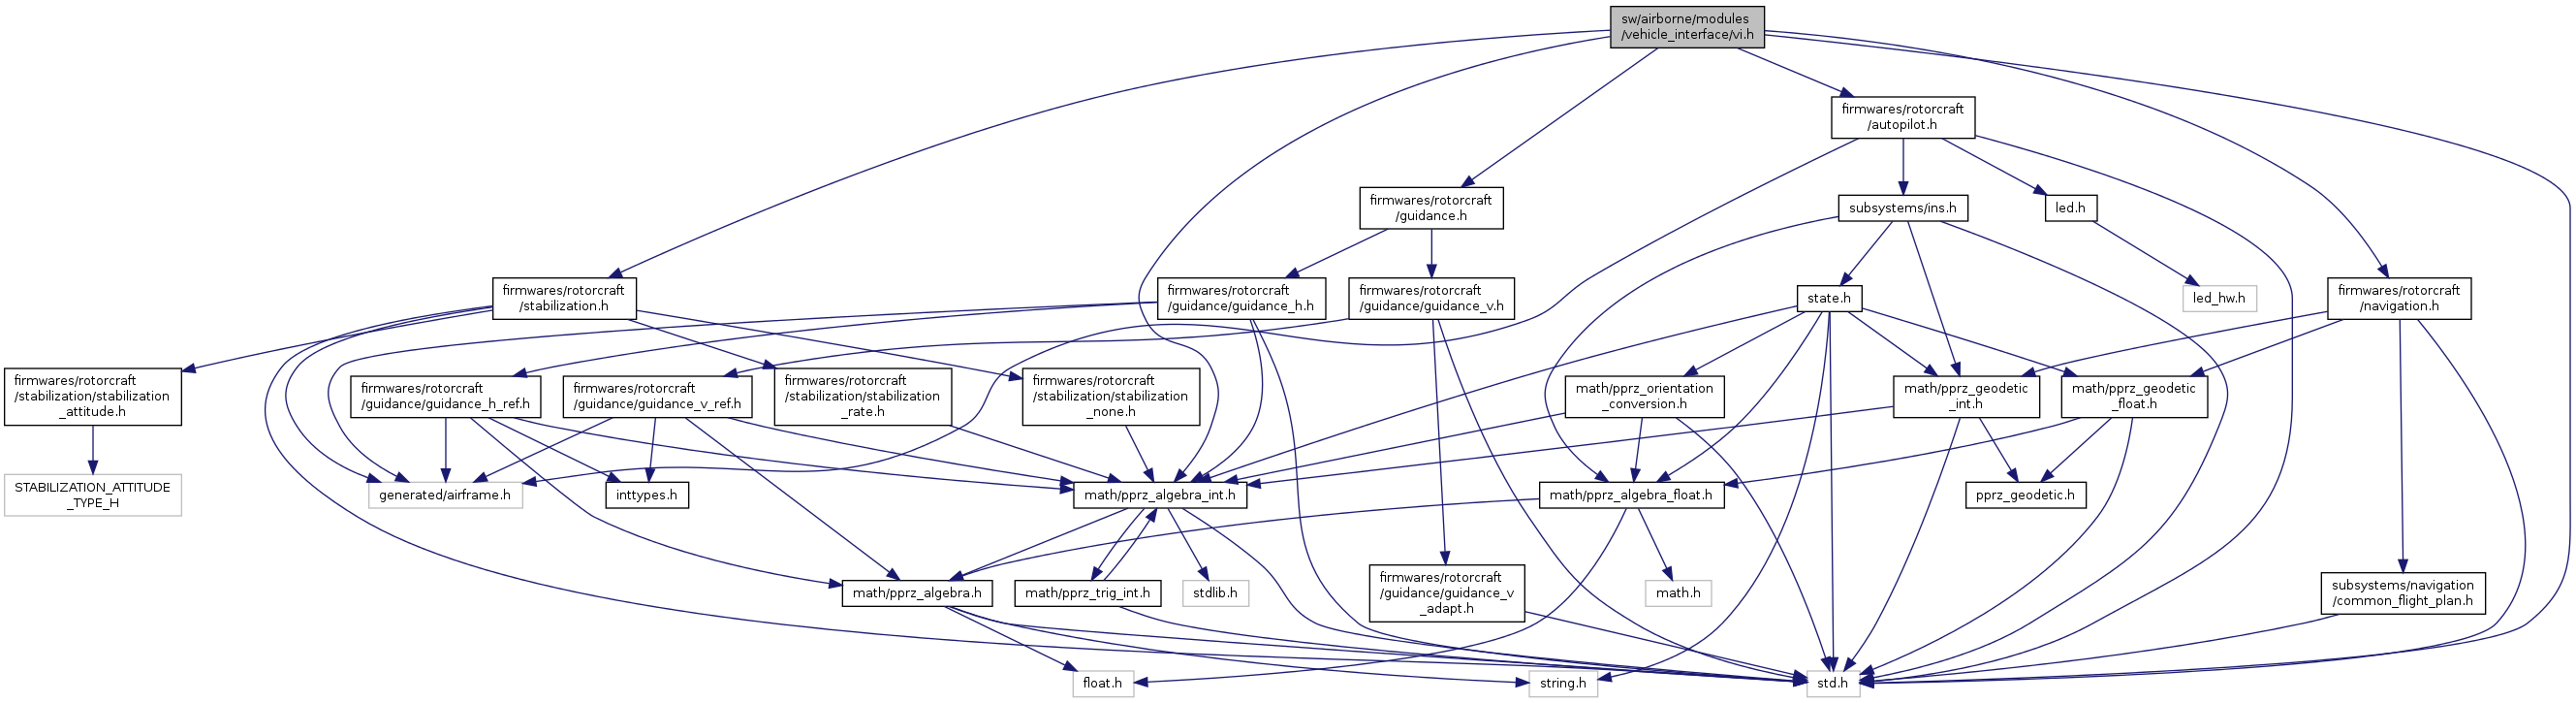 sw/airborne/modules
/vehicle_interface/vi.h
firmwares/rotorcraft
/autopilot.h
firmwares/rotorcraft
/guidance.h
subsystems/ins.h
led.h
firmwares/rotorcraft
/stabilization.h
firmwares/rotorcraft
/guidance/guidance_h.h
firmwares/rotorcraft
/guidance/guidance_v.h
state.h
led_hw.h
firmwares/rotorcraft
/navigation.h
firmwares/rotorcraft
/stabilization/stabilization
_attitude.h
firmwares/rotorcraft
/guidance/guidance_h_ref.h
firmwares/rotorcraft
/guidance/guidance_v_ref.h
firmwares/rotorcraft
/stabilization/stabilization
_rate.h
firmwares/rotorcraft
/stabilization/stabilization
_none.h
math/pprz_orientation
_conversion.h
math/pprz_geodetic
_int.h
math/pprz_geodetic
_float.h
STABILIZATION_ATTITUDE
_TYPE_H
generated/airframe.h
inttypes.h
math/pprz_algebra_int.h
math/pprz_algebra_float.h
pprz_geodetic.h
math/pprz_algebra.h
math/pprz_trig_int.h
stdlib.h
firmwares/rotorcraft
/guidance/guidance_v
_adapt.h
math.h
subsystems/navigation
/common_flight_plan.h
float.h
string.h
std.h